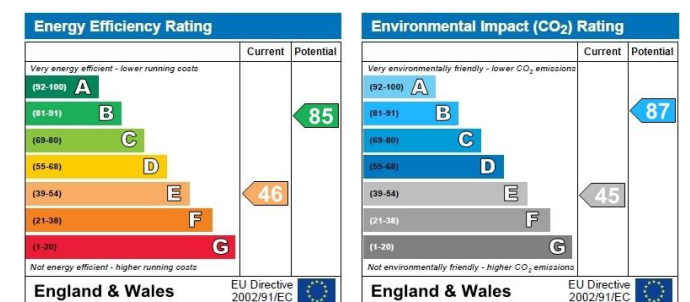 Energy Efficiency Rating
Current Potential
Very energy efficient - lower running costs
(92-100) A
(81-91) B
85
(69-80) C
(55-68) D
(39-54) E
46
(21-38) F
(1-20) G
Not energy efficient - higher running costs
England & Wales
EU Directive
2002/91/EC
Environmental Impact (CO₂) Rating
Current Potential
Very environmentally friendly - lower CO₂ emissions
(92-100) A
(81-91) B
87
(69-80) C
(55-68) D
(39-54) E
45
(21-38) F
(1-20) G
Not environmentally friendly - higher CO₂ emissions
England & Wales
EU Directive
2002/91/EC